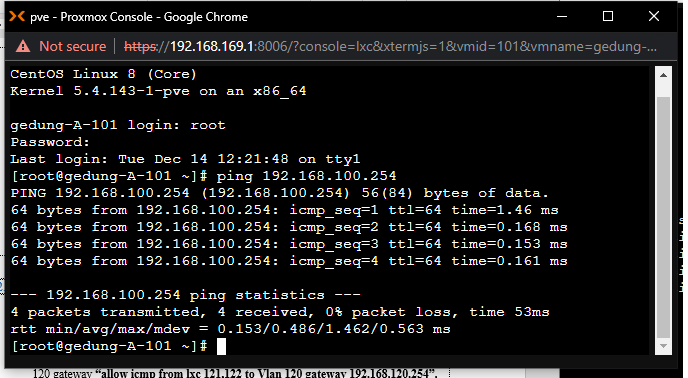 pve - Proxmox Console - Google Chrome
Not secure | https://192.168.169.1:8006/?console=lxc&xtermjs=1&vmid=101&vmname=gedung-...
CentOS Linux 8 (Core)
Kernel 5.4.143-1-pve on an x86_64
gedung-A-101 login: root
Password:
Last login: Tue Dec 14 12:21:48 on tty1
[root@gedung-A-101 ~]# ping 192.168.100.254
PING 192.168.100.254 (192.168.100.254) 56(84) bytes of data.
64 bytes from 192.168.100.254: icmp_seq=1 ttl=64 time=1.46 ms
64 bytes from 192.168.100.254: icmp_seq=2 ttl=64 time=0.168 ms
64 bytes from 192.168.100.254: icmp_seq=3 ttl=64 time=0.153 ms
64 bytes from 192.168.100.254: icmp_seq=4 ttl=64 time=0.161 ms
--- 192.168.100.254 ping statistics ---
4 packets transmitted, 4 received, 0% packet loss, time 53ms
rtt min/avg/max/mdev = 0.153/0.486/1.462/0.563 ms
[root@gedung-A-101 ~]#
120 gateway “allow icmp from lxc 121,122 to Vlan 120 gateway 192.168.120.254”.